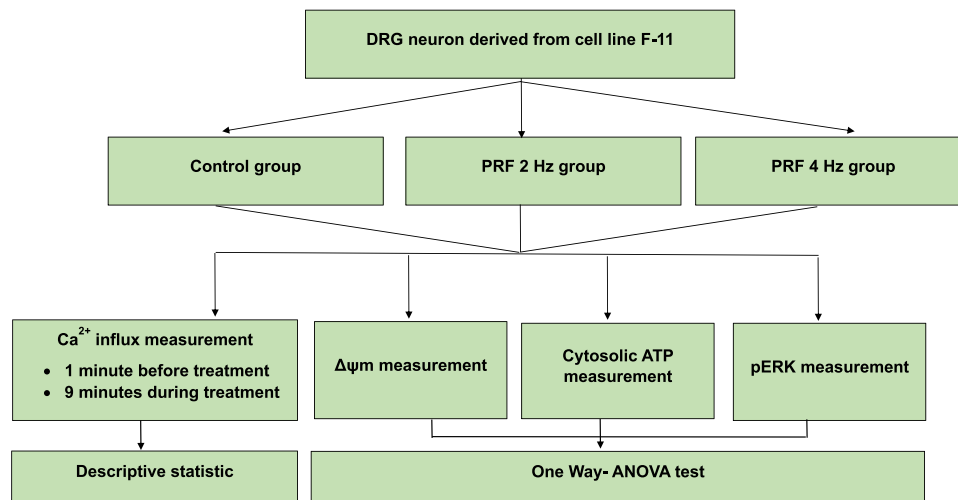 DRG neuron derived from cell line F-11
Control group
PRF 2 Hz group
PRF 4 Hz group
Ca²⁺ influx measurement
• 1 minute before treatment
• 9 minutes during treatment
Δψm measurement
Cytosolic ATP
measurement
pERK measurement
Descriptive statistic
One Way- ANOVA test